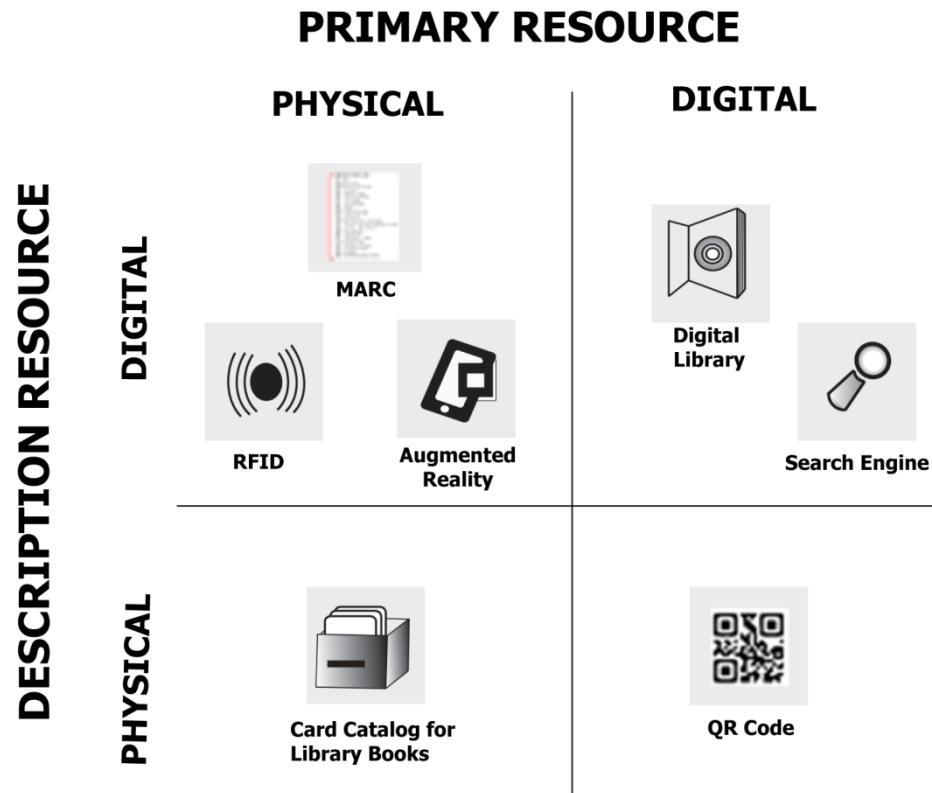 PRIMARY RESOURCE
PHYSICAL
DIGITAL
DESCRIPTION RESOURCE
DIGITAL
MARC
RFID
Augmented
Reality
Digital
Library
Search Engine
PHYSICAL
Card Catalog for
Library Books
QR Code